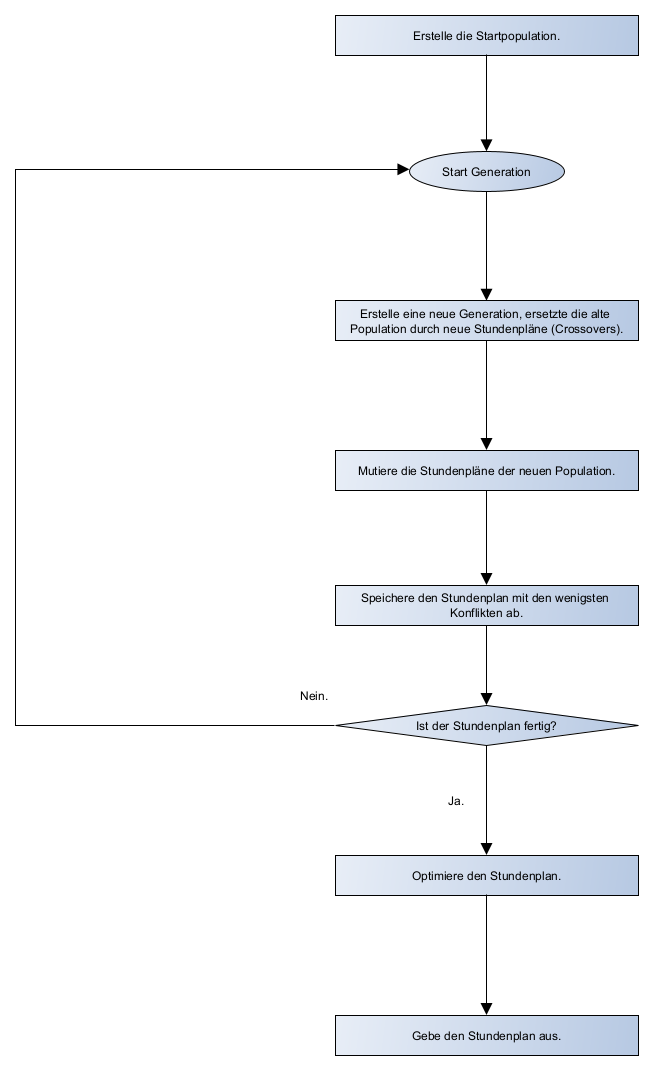 Erstelle die Startpopulation.
Start Generation
Erstelle eine neue Generation, ersetzte die alte
Population durch neue Stundenpläne (Crossovers).
Mutiere die Stundenpläne der neuen Population.
Speichere den Stundenplan mit den wenigsten
Konflikten ab.
Nein.
Ist der Stundenplan fertig?
Ja.
Optimiere den Stundenplan.
Gebe den Stundenplan aus.